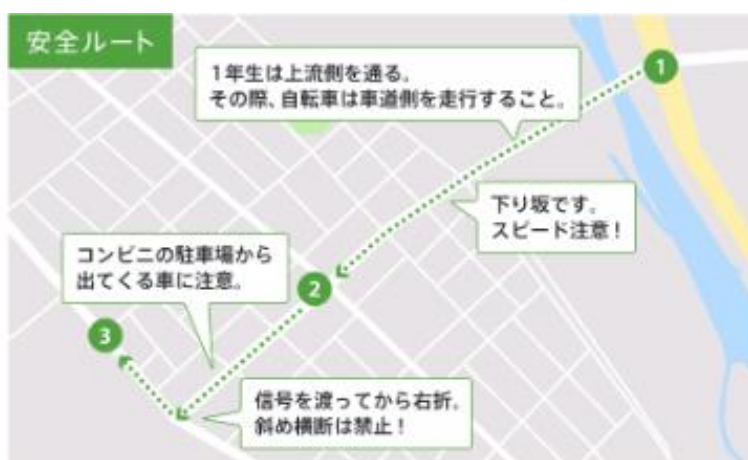 安全ルート
1年生は上流側を通る。
その際、自転車は車道側を走行すること。
1
下り坂です。
スピード注意！
コンビニの駐車場から
出てくる車に注意。
2
3
信号を渡ってから右折。
斜め横断は禁止！